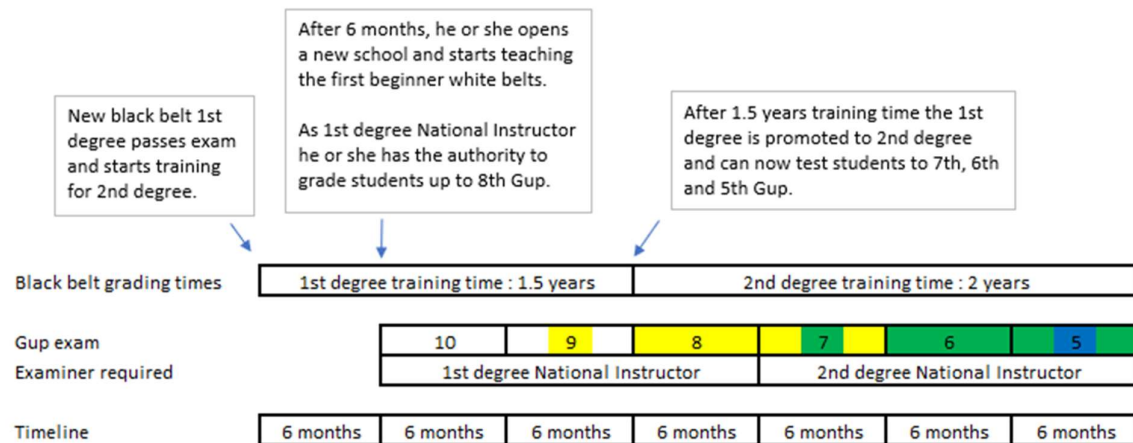 After 6 months, he or she opens
a new school and starts teaching
the first beginner white belts.
As 1st degree National Instructor
he or she has the authority to
grade students up to 8th Gup.
New black belt 1st
degree passes exam
and starts training
for 2nd degree.
After 1.5 years training time the 1st
degree is promoted to 2nd degree
and can now test students to 7th, 6th
and 5th Gup.
Black belt grading times 1st degree training time : 1.5 years 2nd degree training time : 2 years
Gup exam 10 9 8 7 6 5
Examiner required 1st degree National Instructor 2nd degree National Instructor
Timeline 6 months 6 months 6 months 6 months 6 months 6 months 6 months